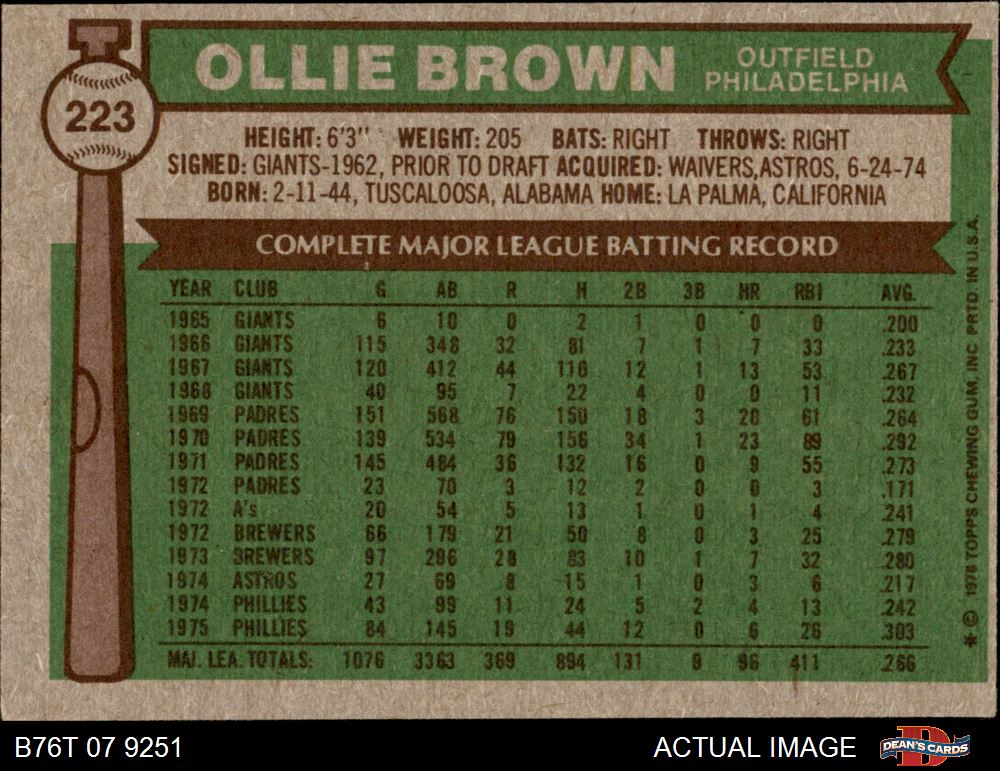 OLLIE BROWN
OUTFIELD
PHILADELPHIA
223
HEIGHT: 6'3" WEIGHT: 205 BATS: RIGHT THROWS: RIGHT
SIGNED: GIANTS-1962, PRIOR TO DRAFT ACQUIRED: WAIVERS,ASTROS, 6-24-74
BORN: 2-11-44, TUSCALOOSA, ALABAMA HOME: LA PALMA, CALIFORNIA
COMPLETE MAJOR LEAGUE BATTING RECORD
YEAR CLUB G AB R H 2B 3B HR RBI AVG.
1965 GIANTS 6 10 0 2 1 0 0 0 .200
1966 GIANTS 115 348 32 81 7 1 7 33 .233
1967 GIANTS 120 412 44 110 12 1 13 53 .267
1968 GIANTS 40 95 7 22 4 0 0 11 .232
1969 PADRES 151 568 76 150 18 3 20 61 .264
1970 PADRES 139 534 79 156 34 1 23 89 .292
1971 PADRES 145 484 36 132 16 0 9 55 .273
1972 PADRES 23 70 3 12 2 0 0 3 .171
1972 A's 20 54 5 13 1 0 1 4 .241
1972 BREWERS 66 179 21 50 8 0 3 25 .279
1973 BREWERS 97 296 28 83 10 1 7 32 .280
1974 ASTROS 27 69 8 15 1 0 3 6 .217
1974 PHILLIES 43 99 11 24 5 2 4 13 .242
1975 PHILLIES 84 145 19 44 12 0 6 26 .303
MAJ. LEA. TOTALS: 1076 3363 369 894 131 9 96 411 .266
* © 1976 TOPPS CHEWING GUM, INC PRTD. IN U.S.A.
B76T 07 9251
ACTUAL IMAGE
DEAN'S CARDS